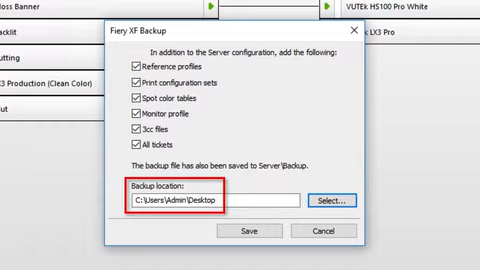 oss Banner
VUTEk HS100 Pro White
Fiery XF Backup
acklit
k LX3 Pro
In addition to the Server configuration, add the following:
utting
Reference profiles
X3 Production (Clean Color)
Print configuration sets
Spot color tables
ut
Monitor profile
3cc files
All tickets
The backup file has also been saved to Server\Backup.
Backup location:
C:\Users\Admin\Desktop
Select...
Save
Cancel